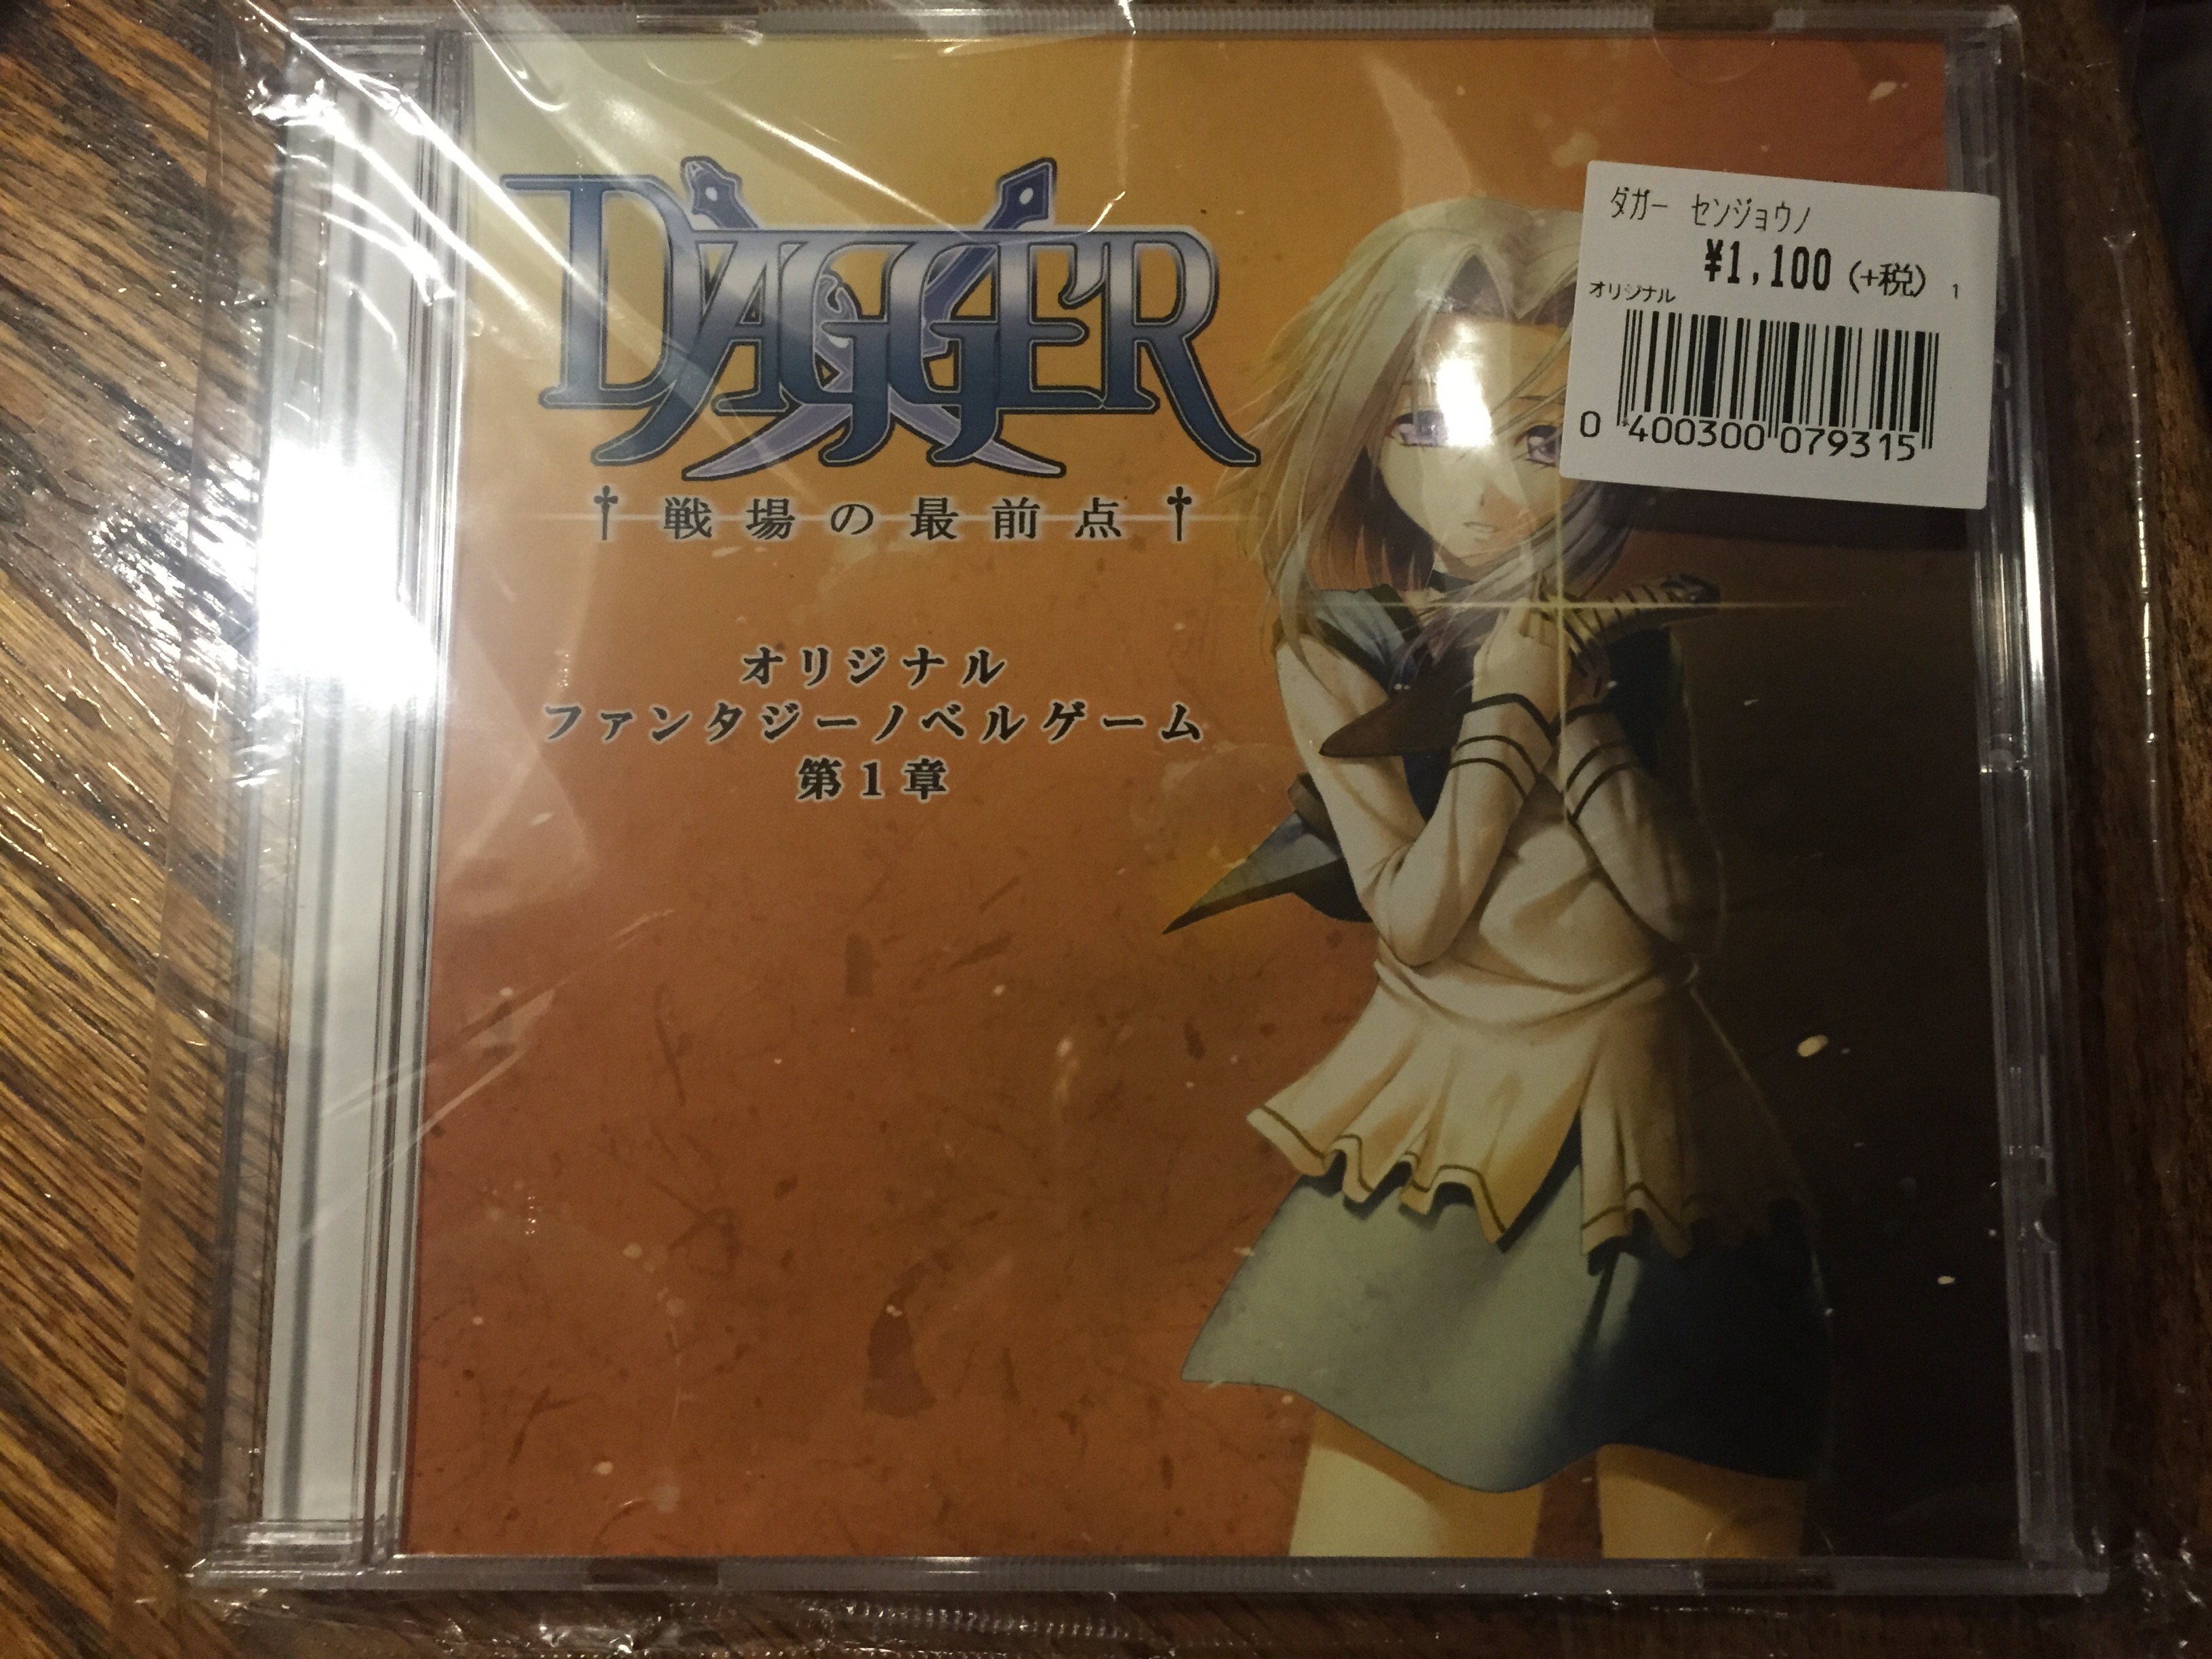 DAGGER
†戦場の最前点†
オリジナル
ファンタジーノベルゲーム
第1章
ダガー センジョウノ
¥1,100(+税) 1
オリジナル
0 400300 079315